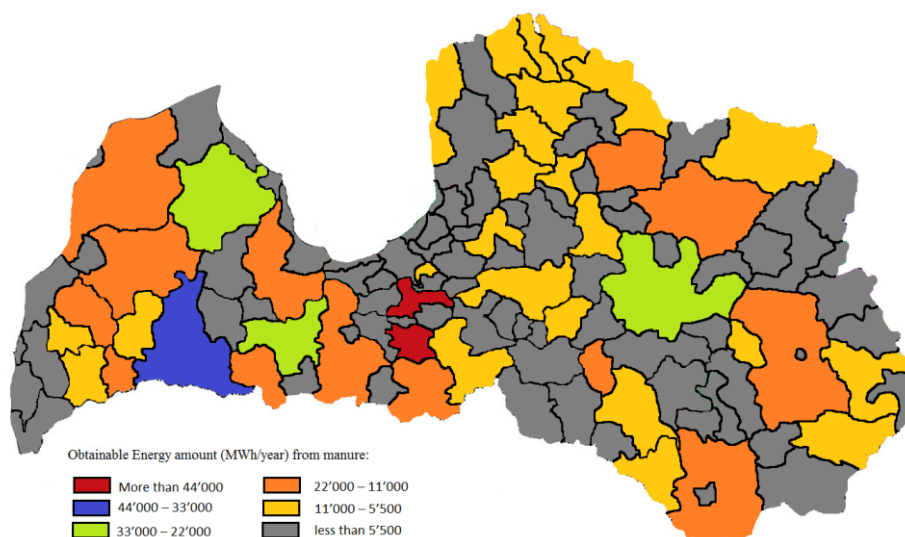 Obtainable Energy amount (MWh/year) from manure:
More than 44'000
44'000 – 33'000
33'000 – 22'000
22'000 – 11'000
11'000 – 5'500
less than 5'500